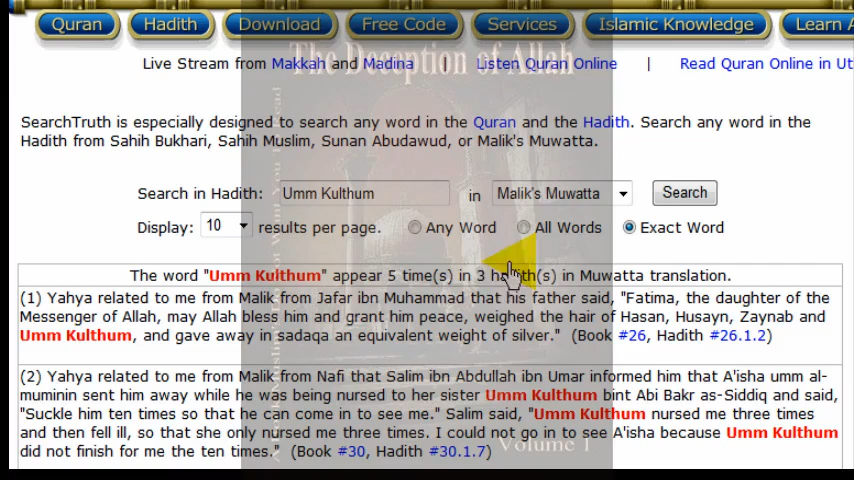 Quran Hadith Download Free Code Services Islamic Knowledge Learn A
The Deception of Allah
Live Stream from Makkah and Madina | Listen Quran Online | Read Quran Online in Ut
SearchTruth is especially designed to search any word in the Quran and the Hadith. Search any word in the
Hadith from Sahih Bukhari, Sahih Muslim, Sunan Abudawud, or Malik's Muwatta.
Search in Hadith: Umm Kulthum in Malik's Muwatta Search
Display: 10 results per page. Any Word All Words Exact Word
The word "Umm Kulthum" appear 5 time(s) in 3 hadith(s) in Muwatta translation.
(1) Yahya related to me from Malik from Jafar ibn Muhammad that his father said, "Fatima, the daughter of the
Messenger of Allah, may Allah bless him and grant him peace, weighed the hair of Hasan, Husayn, Zaynab and
Umm Kulthum, and gave away in sadaqa an equivalent weight of silver." (Book #26, Hadith #26.1.2)
(2) Yahya related to me from Malik from Nafi that Salim ibn Abdullah ibn Umar informed him that A'isha umm al-
muminin sent him away while he was being nursed to her sister Umm Kulthum bint Abi Bakr as-Siddiq and said,
"Suckle him ten times so that he can come in to see me." Salim said, "Umm Kulthum nursed me three times
and then fell ill, so that she only nursed me three times. I could not go in to see A'isha because Umm Kulthum
did not finish for me the ten times." (Book #30, Hadith #30.1.7)
Volume 1